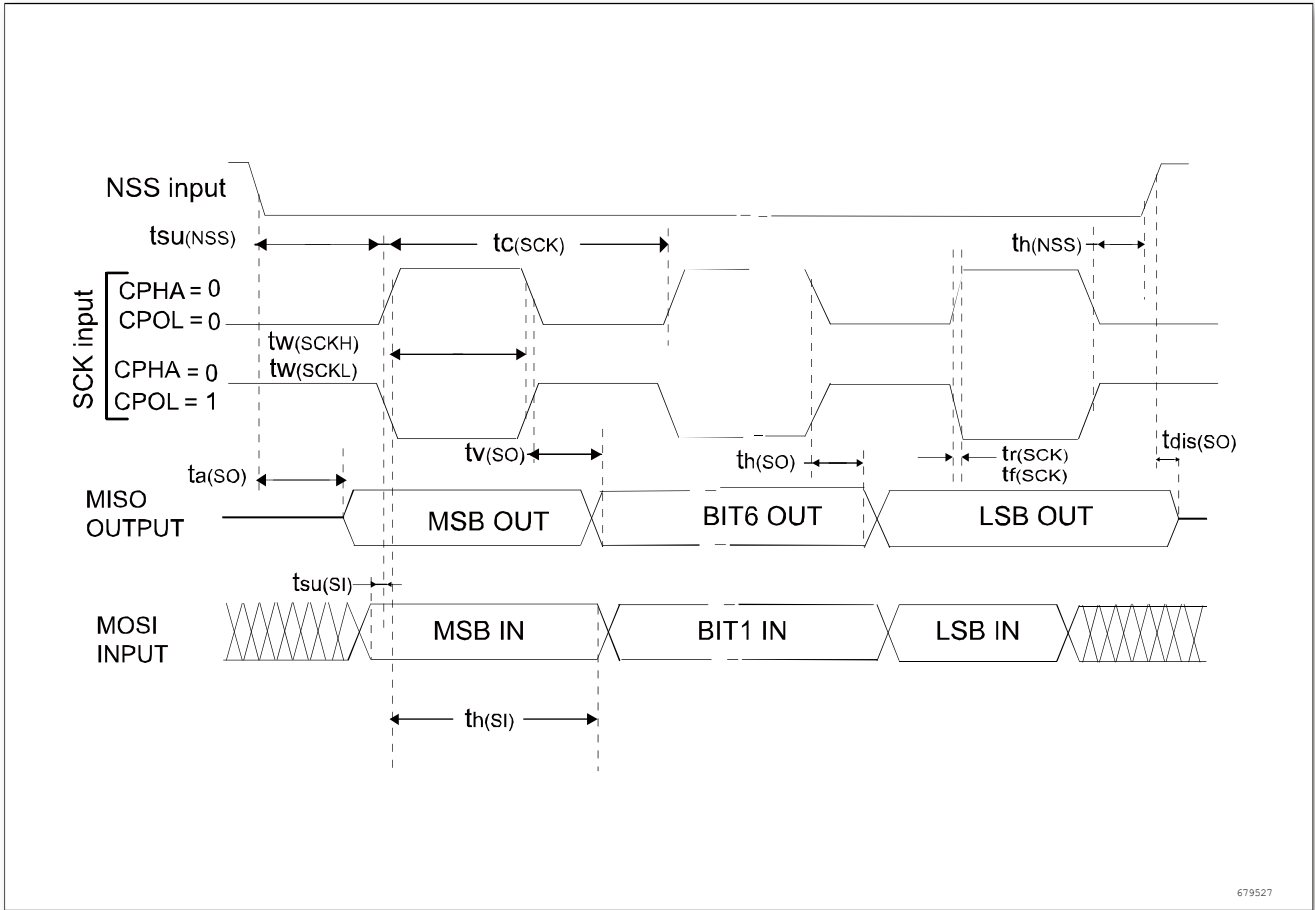 NSS input
tsu(NSS)
tc(SCK)
th(NSS)
SCK input
CPHA = 0
CPOL = 0
tw(SCKH)
tw(SCKL)
CPHA = 0
CPOL = 1
tv(SO)
th(SO)
tr(SCK)
tf(SCK)
tdis(SO)
ta(SO)
MISO
OUTPUT
MSB OUT
BIT6 OUT
LSB OUT
tsu(SI)
MOSI
INPUT
MSB IN
BIT1 IN
LSB IN
th(SI)
679527